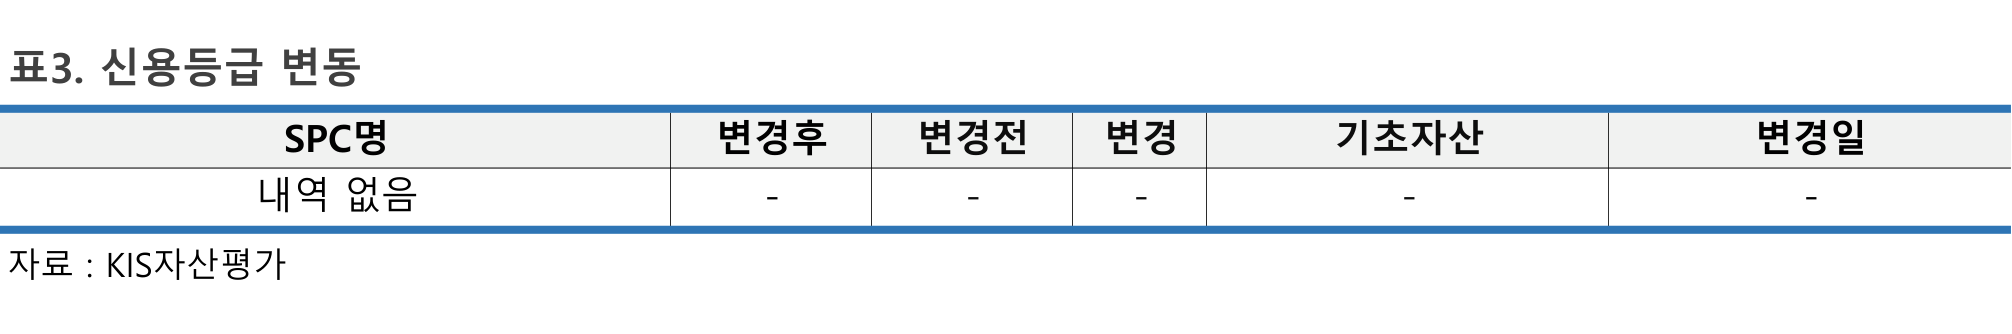 표3. 신용등급 변동
SPC명 변경후 변경전 변경 기초자산 변경일
내역 없음 - - - - -
자료 : KIS자산평가